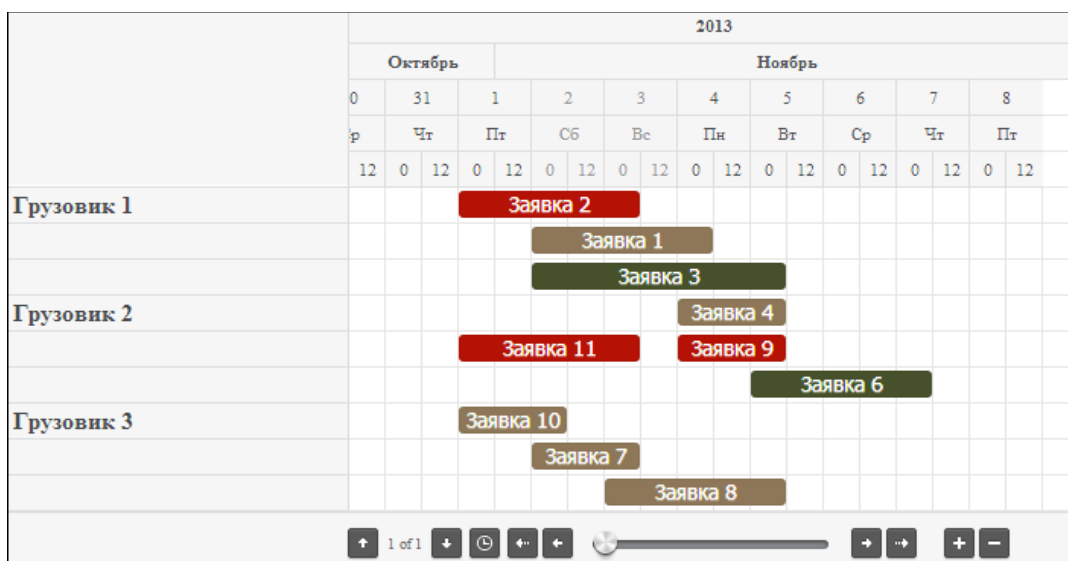 2013
Октябрь Ноябрь
0 31 1 2 3 4 5 6 7 8
р Чт Пт Сб Вс Пн Вт Ср Чт Пт
12 0 12 0 12 0 12 0 12 0 12 0 12 0 12 0 12 0 12
Грузовик 1 Заявка 2
Заявка 1
Заявка 3
Грузовик 2 Заявка 4
Заявка 11 Заявка 9
Заявка 6
Грузовик 3 Заявка 10
Заявка 7
Заявка 8
1 of 1